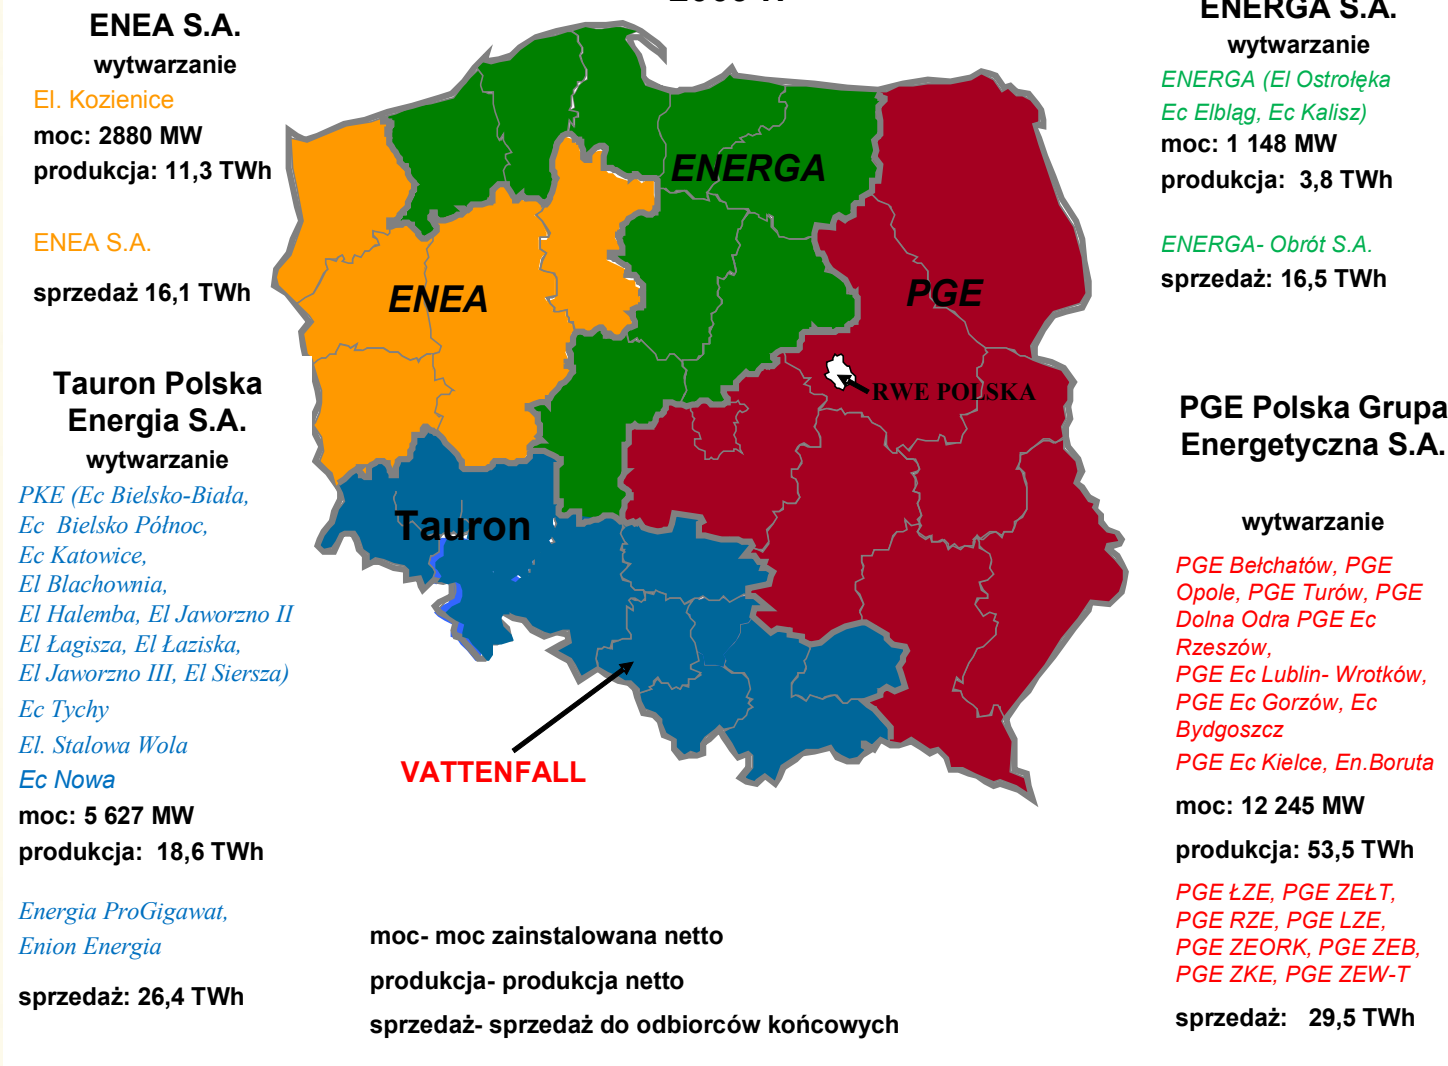 ENEA S.A.
wytwarzanie
El. Kozienice
moc: 2880 MW
produkcja: 11,3 TWh
ENEA S.A.
sprzedaż 16,1 TWh
Tauron Polska
Energia S.A.
wytwarzanie
PKE (Ec Bielsko-Biała,
Ec Bielsko Północ,
Ec Katowice,
El Blachownia,
El Halemba, El Jaworzno II
El Łagisza, El Łaziska,
El Jaworzno III, El Siersza)
Ec Tychy
El. Stalowa Wola
Ec Nowa
moc: 5 627 MW
produkcja: 18,6 TWh
Energia ProGigawat,
Enion Energia
sprzedaż: 26,4 TWh
ENERGA
ENEA
PGE
RWE POLSKA
Tauron
VATTENFALL
moc- moc zainstalowana netto
produkcja- produkcja netto
sprzedaż- sprzedaż do odbiorców końcowych
ENERGA S.A.
wytwarzanie
ENERGA (El Ostrołęka
Ec Elbląg, Ec Kalisz)
moc: 1 148 MW
produkcja: 3,8 TWh
ENERGA- Obrót S.A.
sprzedaż: 16,5 TWh
PGE Polska Grupa
Energetyczna S.A.
wytwarzanie
PGE Bełchatów, PGE
Opole, PGE Turów, PGE
Dolna Odra PGE Ec
Rzeszów,
PGE Ec Lublin- Wrotków,
PGE Ec Gorzów, Ec
Bydgoszcz
PGE Ec Kielce, En.Boruta
moc: 12 245 MW
produkcja: 53,5 TWh
PGE ŁZE, PGE ZEŁT,
PGE RZE, PGE LZE,
PGE ZEORK, PGE ZEB,
PGE ZKE, PGE ZEW-T
sprzedaż: 29,5 TWh